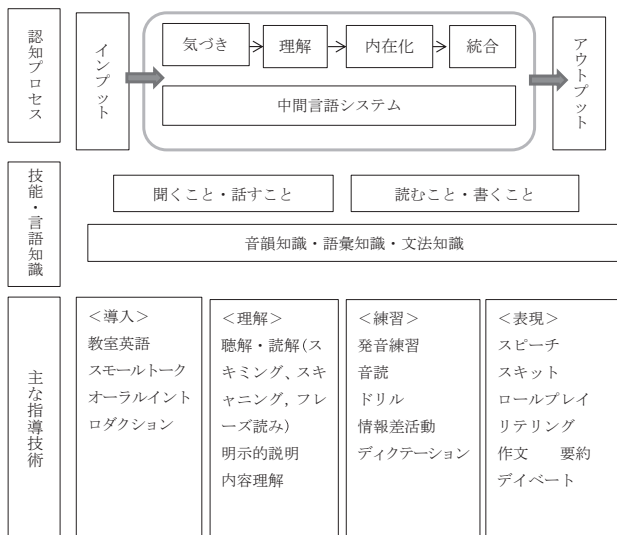 認知プロセス
インプット
気づき
理解
内在化
統合
中間言語システム
アウトプット
技能・言語知識
聞くこと・話すこと
読むこと・書くこと
音韻知識・語彙知識・文法知識
主な指導技術
＜導入＞
教室英語
スモールトーク
オーラルイント
ロダクション
＜理解＞
聴解・読解(ス
キミング、スキ
ャニング, フレ
ーズ読み)
明示的説明
内容理解
＜練習＞
発音練習
音読
ドリル
情報差活動
ディクテーション
＜表現＞
スピーチ
スキット
ロールプレイ
リテリング
作文　要約
デイベート